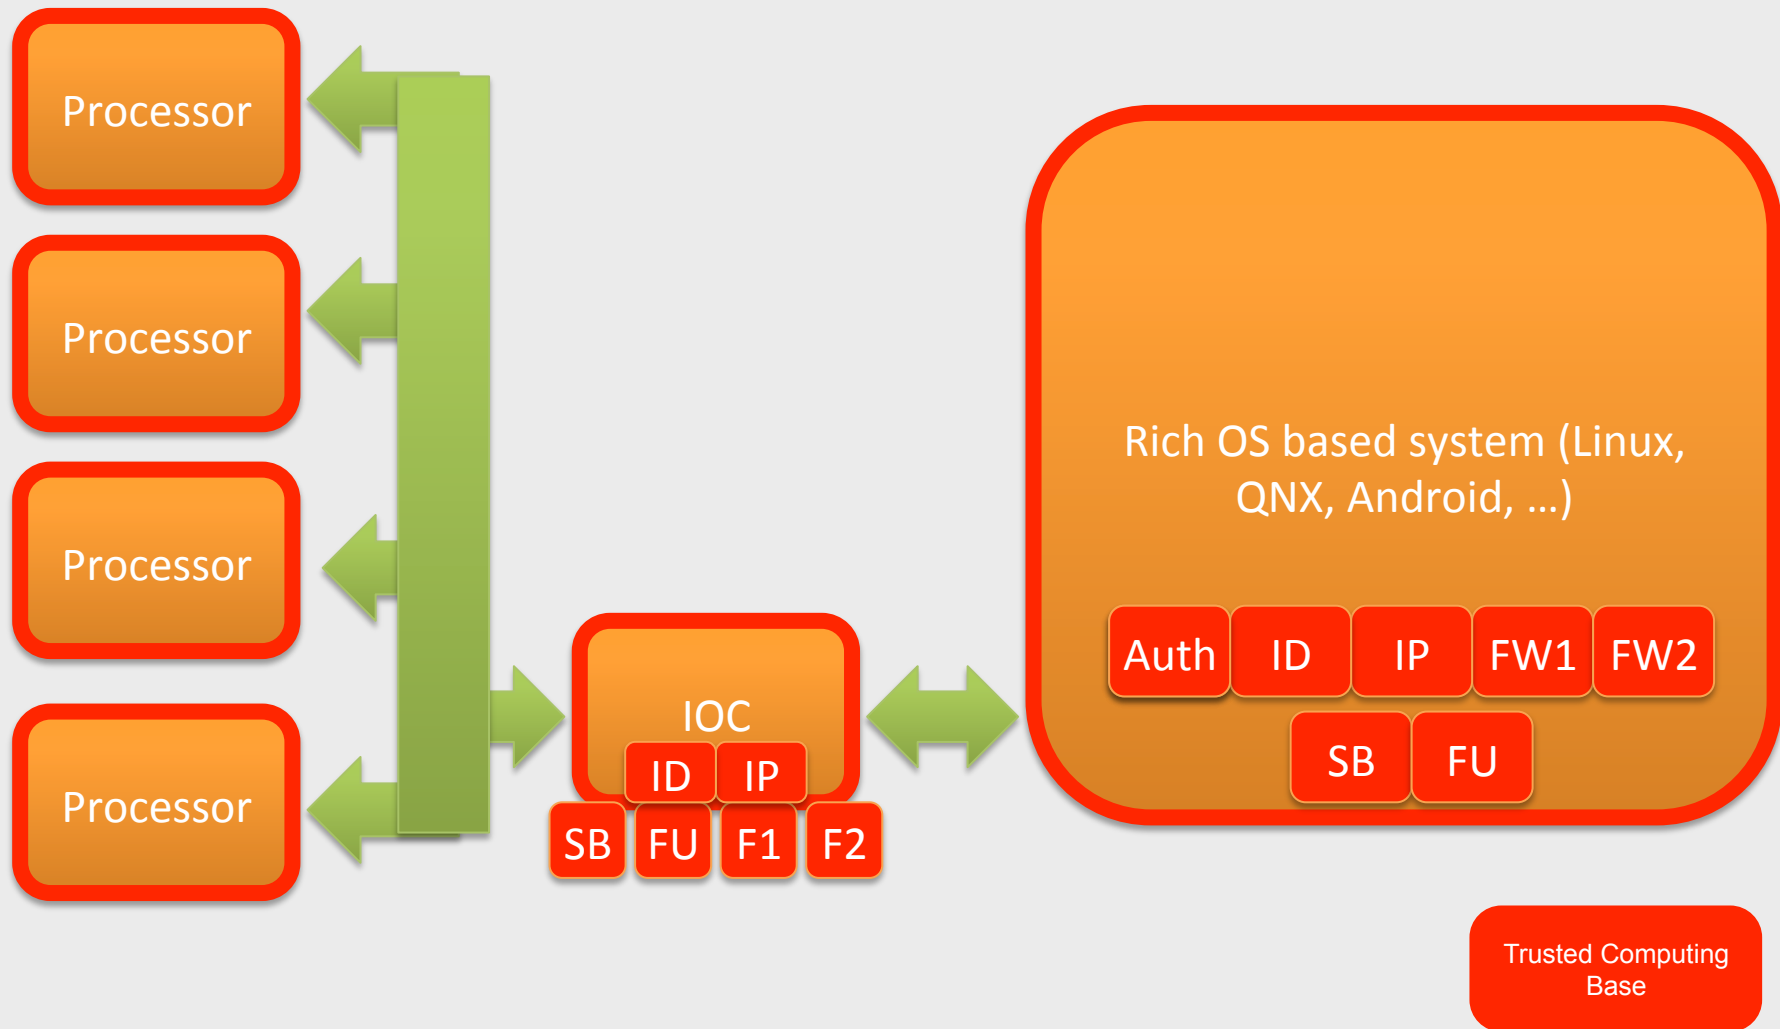 Processor
Processor
Processor
Processor
IOC
ID IP
SB FU F1 F2
Rich OS based system (Linux,
QNX, Android, ...)
Auth ID IP FW1 FW2
SB FU
Trusted Computing
Base